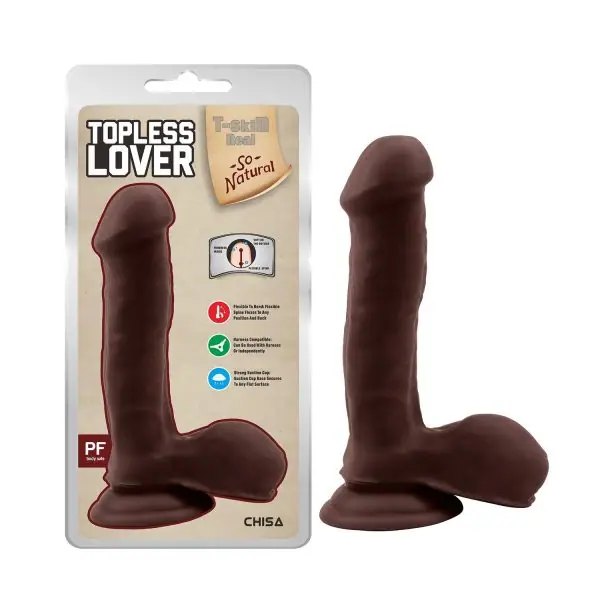 TOPLESS
LOVER
T-skiN
Real
-So-
Natural
FLEXIBLE SPINE
Flexible To Bend: Flexible
Spine Flexes To Any
Position And Back
Harness Compatible:
Can Be Used With Harness
Or Independently
Strong Suction Cup:
Suction Cup Base Secures
To Any Flat Surface
PF
body safe
CHISA